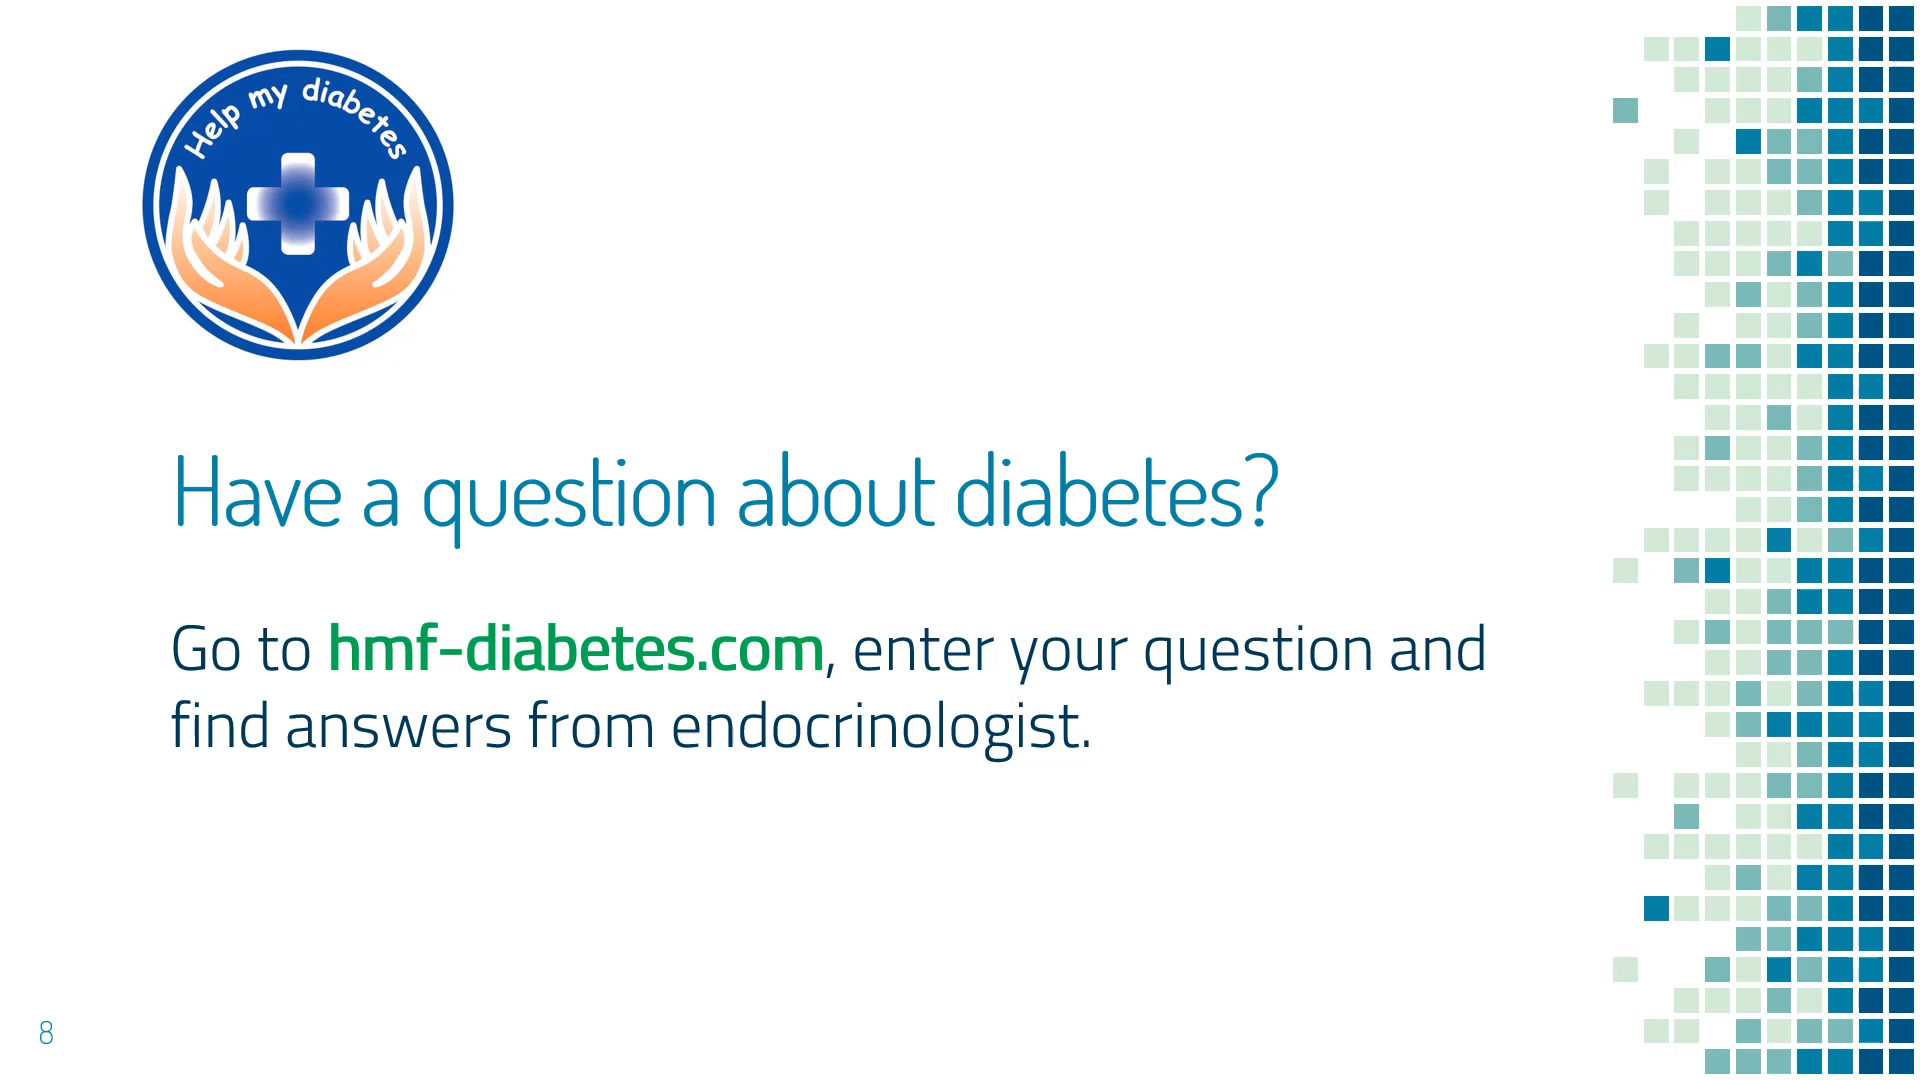 Help my diabetes
Have a question about diabetes?
Go to hmf-diabetes.com, enter your question and
find answers from endocrinologist.
8